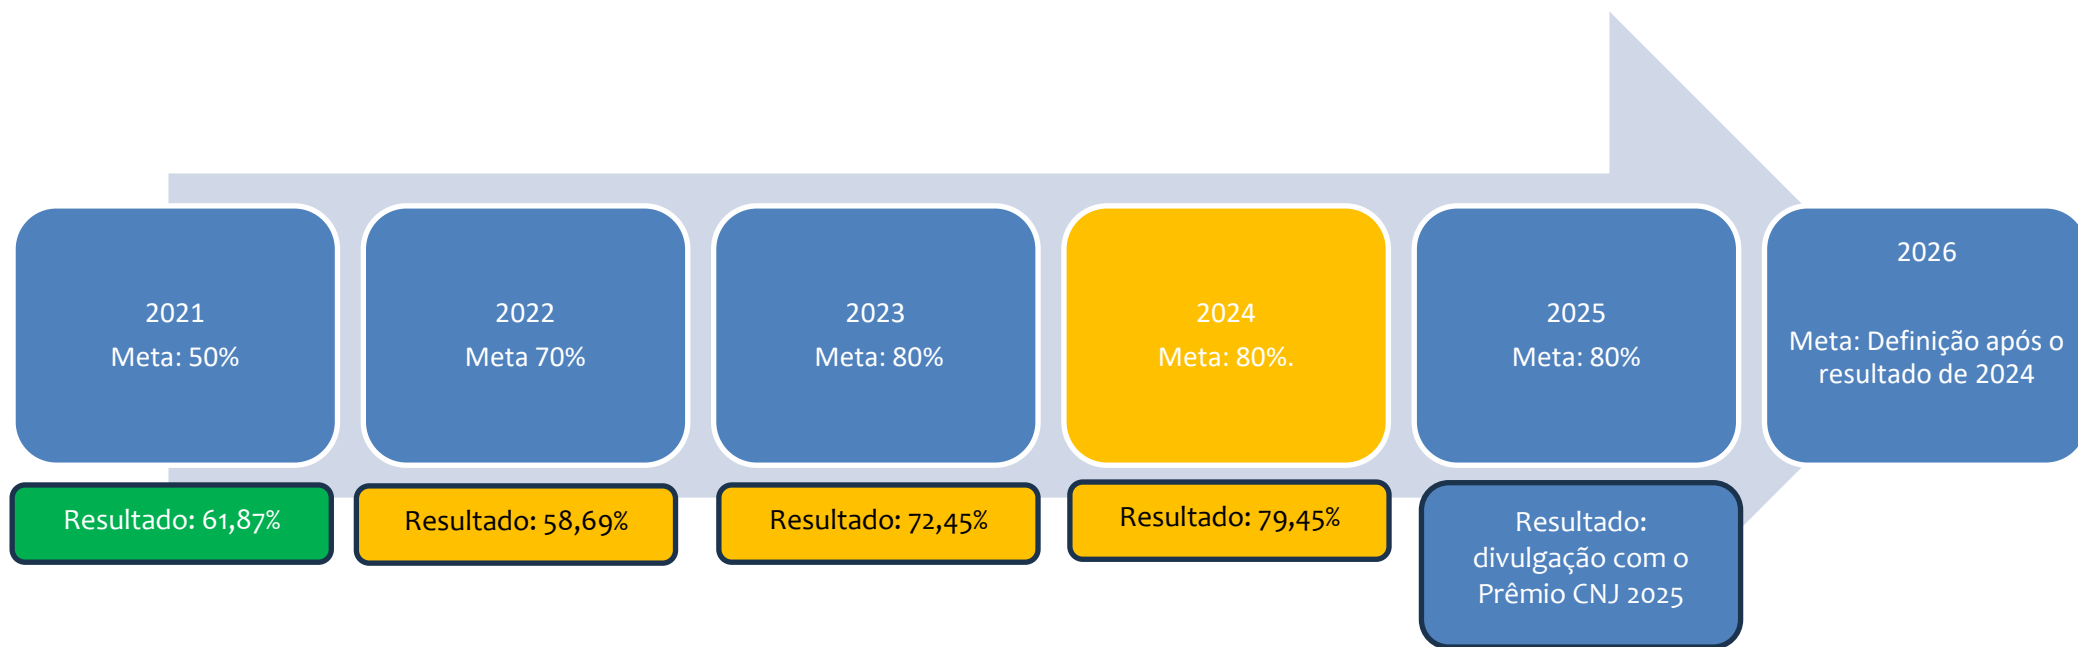 2021
Meta: 50%
2022
Meta 70%
2023
Meta: 80%
2024
Meta: 80%.
2025
Meta: 80%
2026
Meta: Definição após o
resultado de 2024
Resultado: 61,87%
Resultado: 58,69%
Resultado: 72,45%
Resultado: 79,45%
Resultado:
divulgação com o
Prêmio CNJ 2025